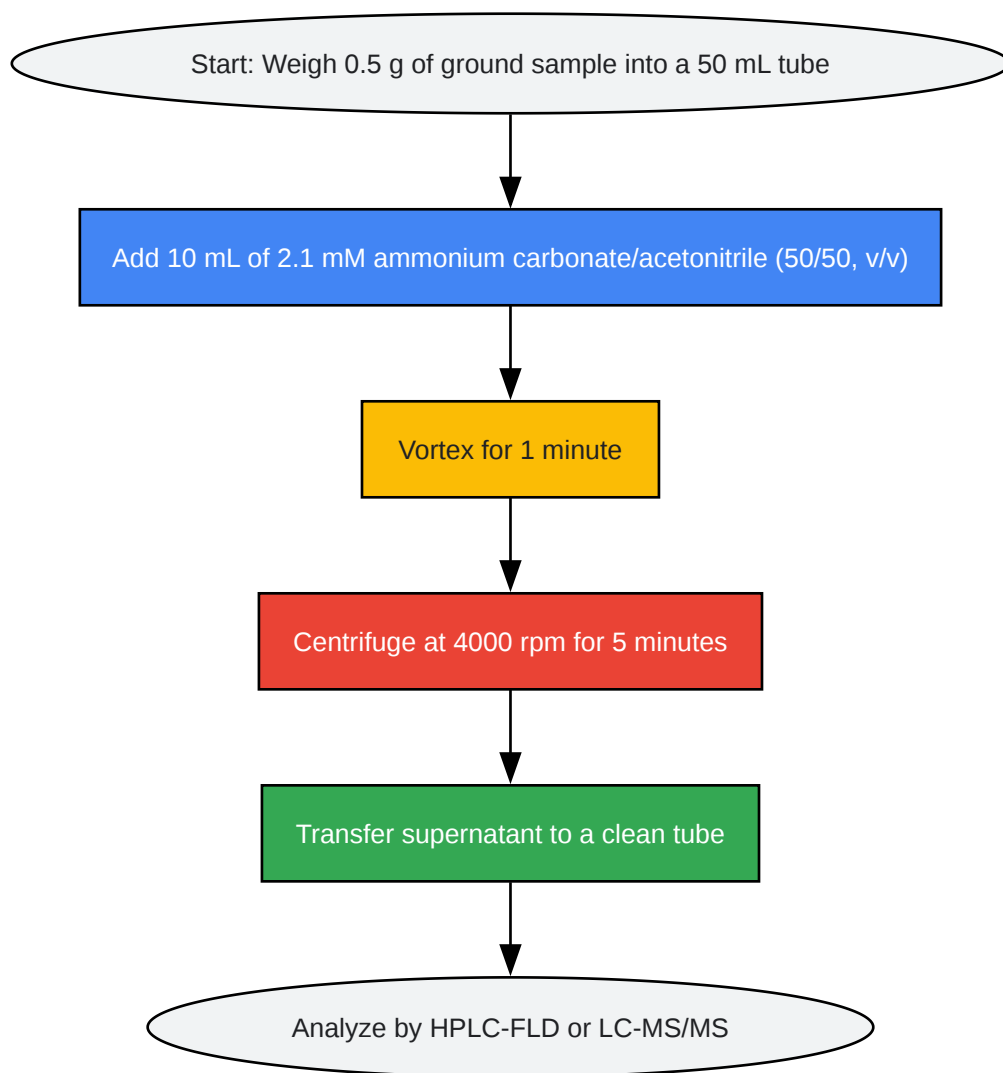 Start: Weigh 0.5 g of ground sample into a 50 mL tube
Add 10 mL of 2.1 mM ammonium carbonate/acetonitrile (50/50, v/v)
Vortex for 1 minute
Centrifuge at 4000 rpm for 5 minutes
Transfer supernatant to a clean tube
Analyze by HPLC-FLD or LC-MS/MS